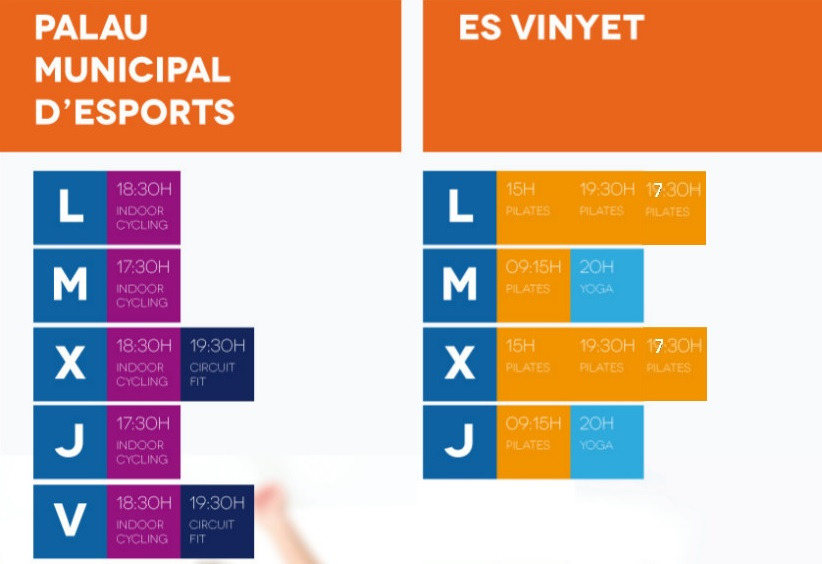 PALAU
MUNICIPAL
D'ESPORTS
L
18:30H
INDOOR
CYCLING
M
17:30H
INDOOR
CYCLING
X
18:30H
INDOOR
CYCLING
19:30H
CIRCUIT
FIT
J
17:30H
INDOOR
CYCLING
V
18:30H
INDOOR
CYCLING
19:30H
CIRCUIT
FIT
ES VINYET
L
15H
PILATES
19:30H
PILATES
17:30H
PILATES
M
09:15H
PILATES
20H
YOGA
X
15H
PILATES
19:30H
PILATES
17:30H
PILATES
J
09:15H
PILATES
20H
YOGA